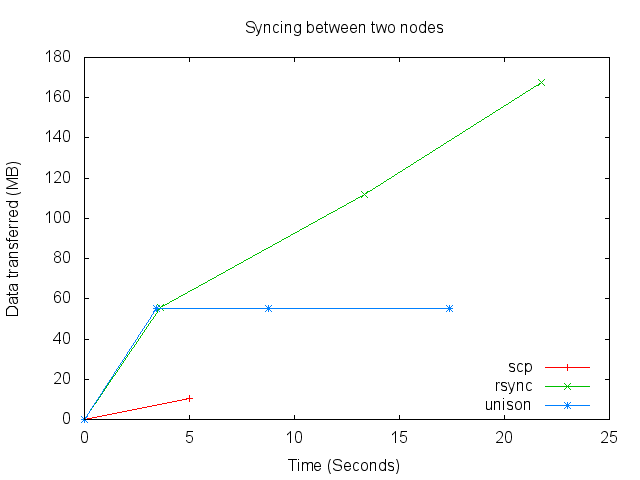 Syncing between two nodes
Data transferred (MB)
180
160
140
120
100
80
60
40
20
0
scp
rsync
unison
0 5 10 15 20 25
Time (Seconds)